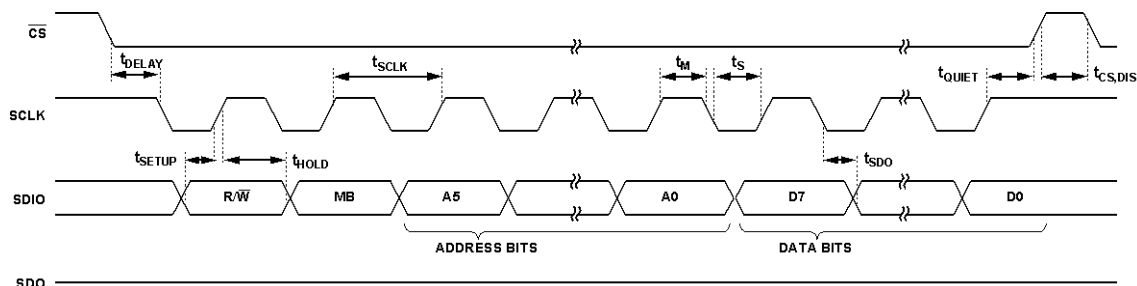 CS
tDELAY
tSCLK
tM
tS
tQUIET
tCS,DIS
SCLK
tSETUP
tHOLD
tSDO
SDIO
R/W
MB
A5
A0
D7
D0
ADDRESS BITS
DATA BITS
SDO